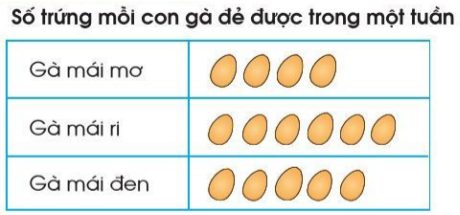 Số trứng mỗi con gà đẻ được trong một tuần
Gà mái mơ
Gà mái ri
Gà mái đen